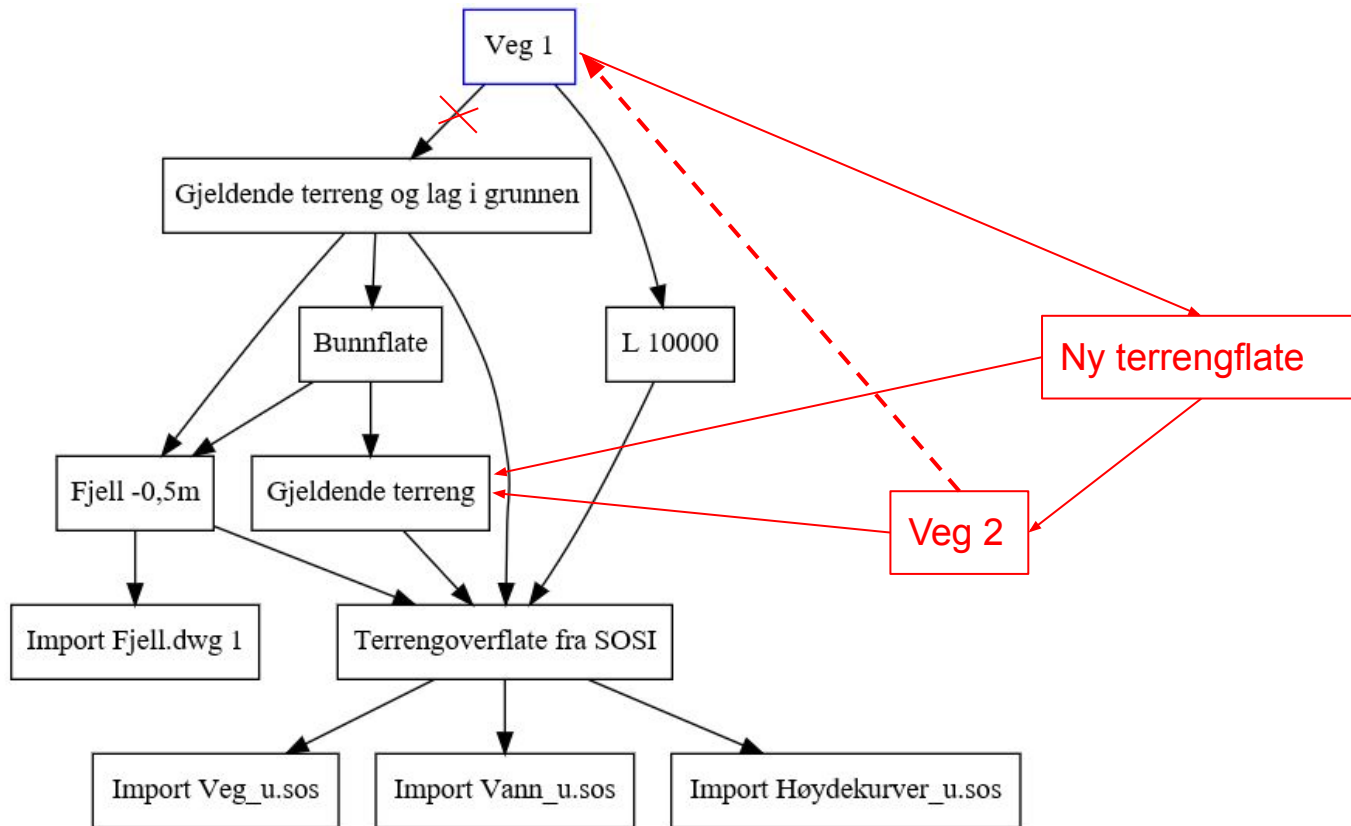 Veg 1
Gjeldende terreng og lag i grunnen
Bunnflate
L 10000
Ny terrengflate
Fjell -0,5m
Gjeldende terreng
Veg 2
Import Fjell.dwg 1
Terrengoverflate fra SOSI
Import Veg_u.sos
Import Vann_u.sos
Import Høydekurver_u.sos